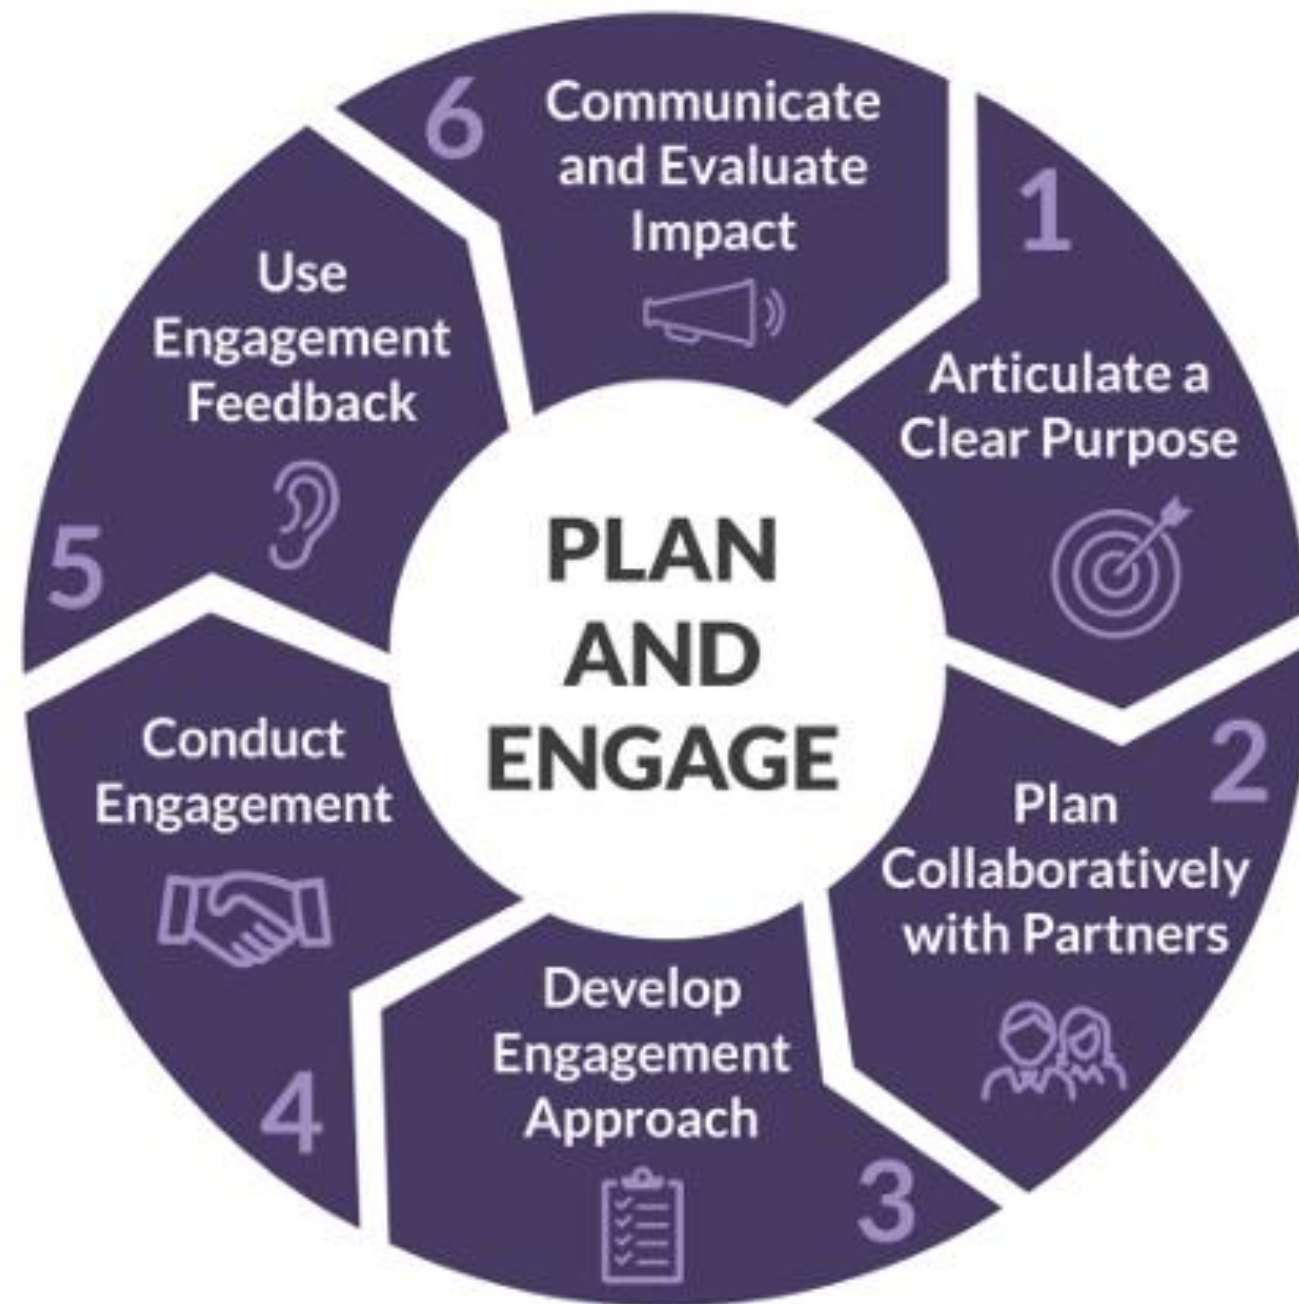 PLAN
AND
ENGAGE
1
Articulate a
Clear Purpose
2
Plan
Collaboratively
with Partners
3
Develop
Engagement
Approach
4
Conduct
Engagement
5
Use
Engagement
Feedback
6
Communicate
and Evaluate
Impact